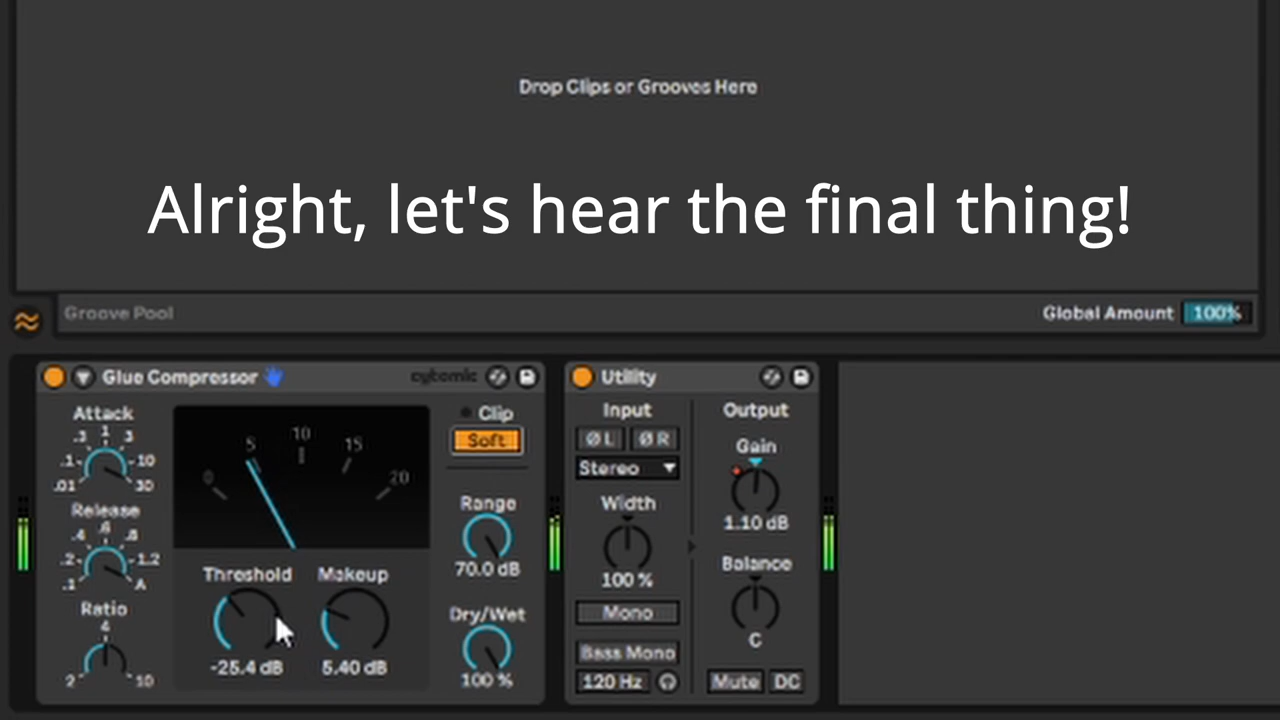 Drop Clips or Grooves Here
Alright, let's hear the final thing!
Groove Pool
Global Amount 100%
Glue Compressor cytomic
Attack
.01 .1 .3 1 3 10 30
Release
.1 .2 .4 .6 .8 1.2 A
Ratio
2 4 10
0 5 10 15 20
Threshold
-25.4 dB
Makeup
5.40 dB
Clip
Soft
Range
70.0 dB
Dry/Wet
100 %
Utility
Input
Ø L Ø R
Stereo
Width
100 %
Mono
Bass Mono
120 Hz
Output
Gain
1.10 dB
Balance
C
Mute DC